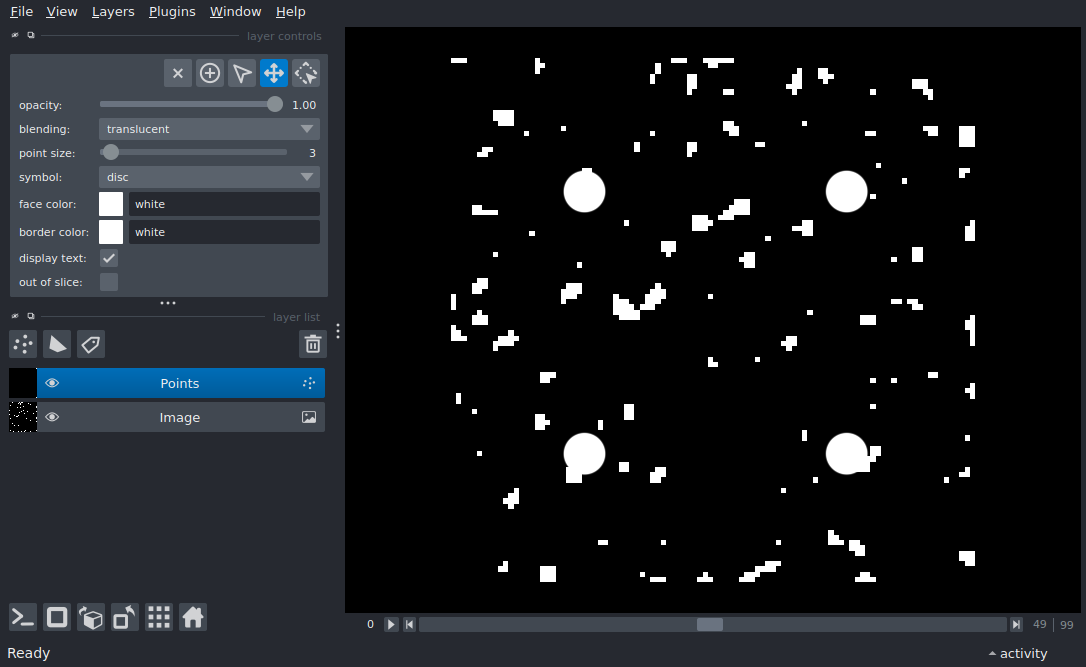 File View Layers Plugins Window Help
layer controls
opacity: 1.00
blending: translucent
point size: 3
symbol: disc
face color: white
border color: white
display text:
out of slice:
layer list
Points
Image
0 49 99
Ready
activity